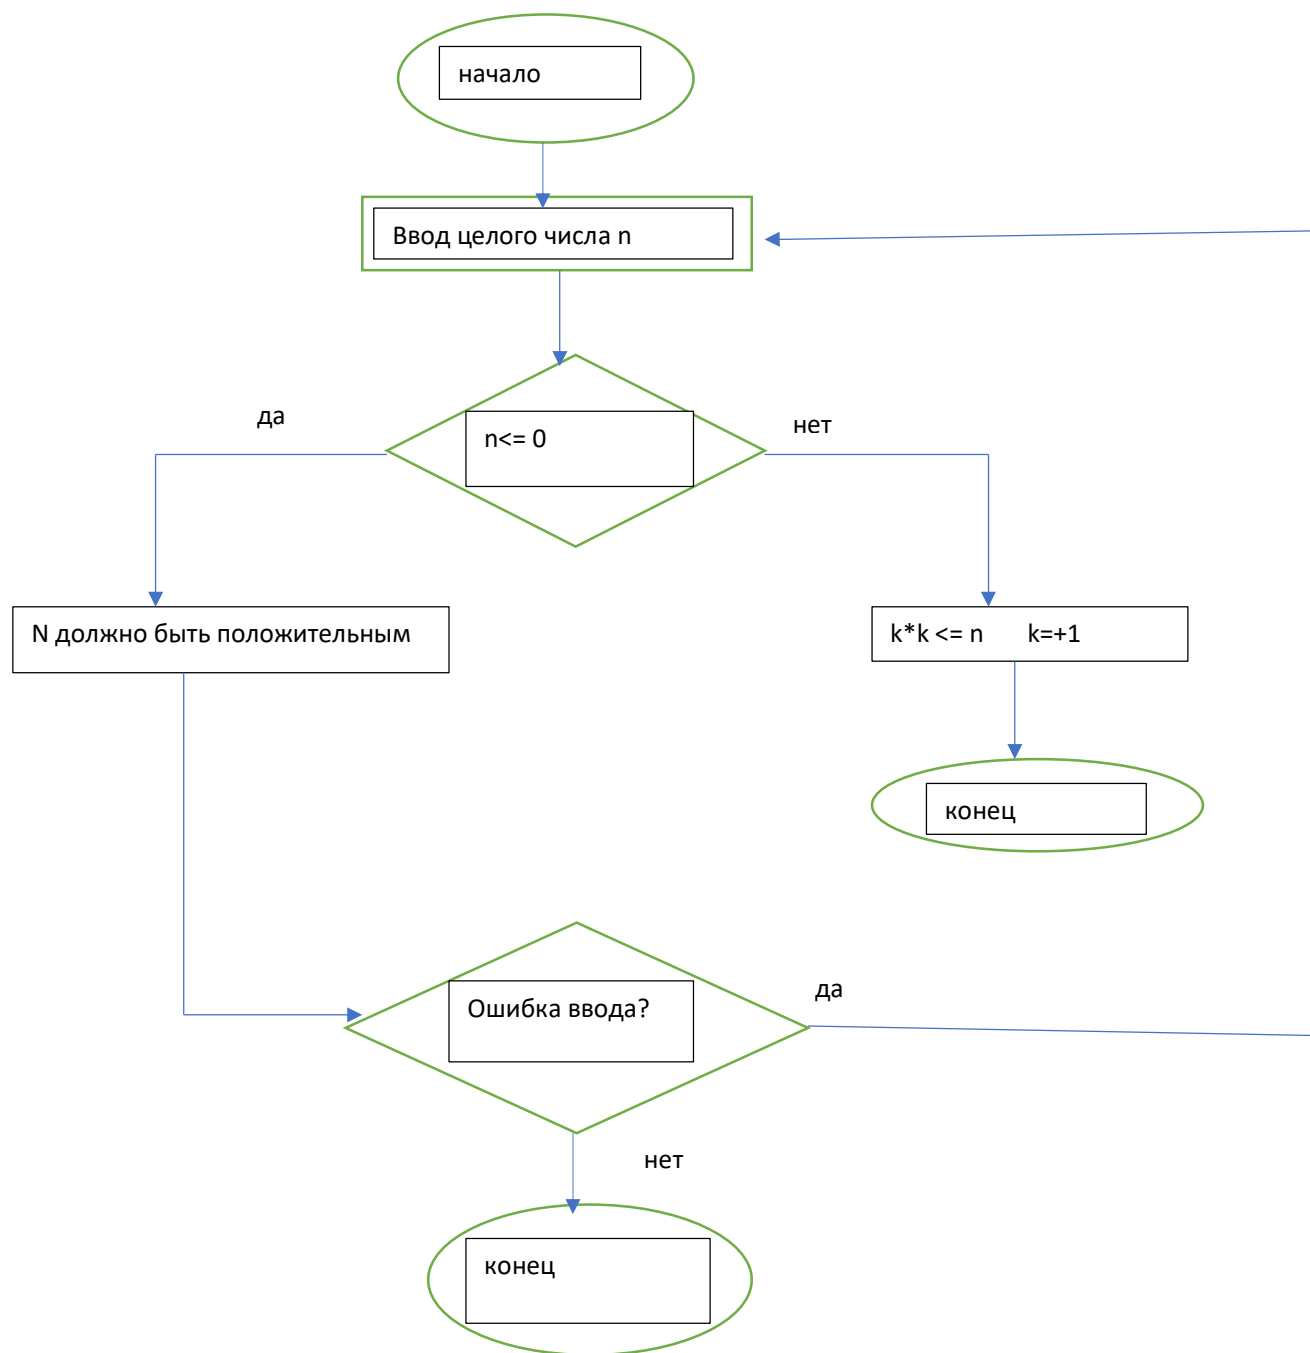 начало
Ввод целого числа n
да
нет
n<= 0
N должно быть положительным
k*k <= n k=+1
конец
Ошибка ввода?
да
нет
конец